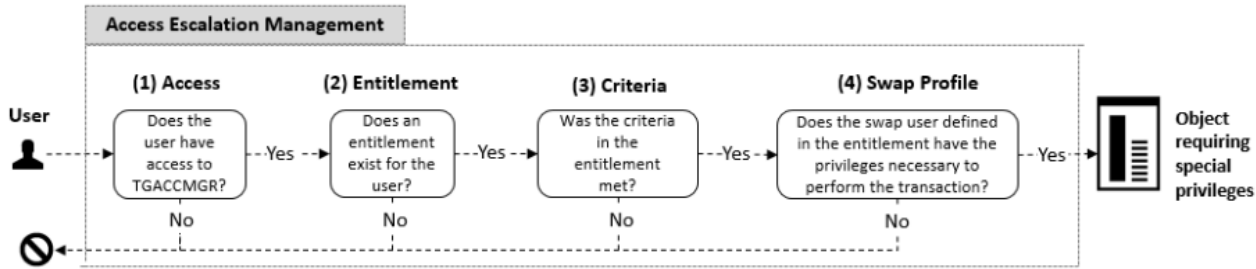 Access Escalation Management
(1) Access
(2) Entitlement
(3) Criteria
(4) Swap Profile
User
Does the
user have
access to
TGACCMGR?
Yes
Does an
entitlement
exist for the
user?
Yes
Was the criteria
in the
entitlement
met?
Yes
Does the swap user defined
in the entitlement have the
privileges necessary to
perform the transaction?
Yes
Object
requiring
special
privileges
No
No
No
No